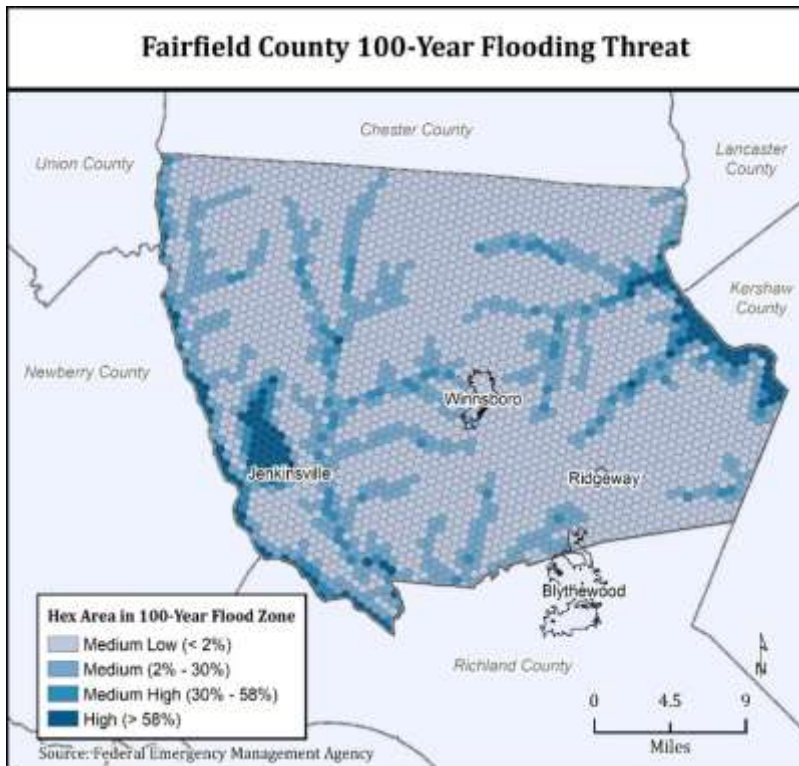 Fairfield County 100-Year Flooding Threat
Chester County
Union County
Lancaster
County
Kershaw
County
Newberry County
Winnsboro
Jenkinsville
Ridgeway
Blythewood
Richland County
Hex Area in 100-Year Flood Zone
Medium Low (< 2%)
Medium (2% - 30%)
Medium High (30% - 58%)
High (> 58%)
N
0 4.5 9
Miles
Source: Federal Emergency Management Agency